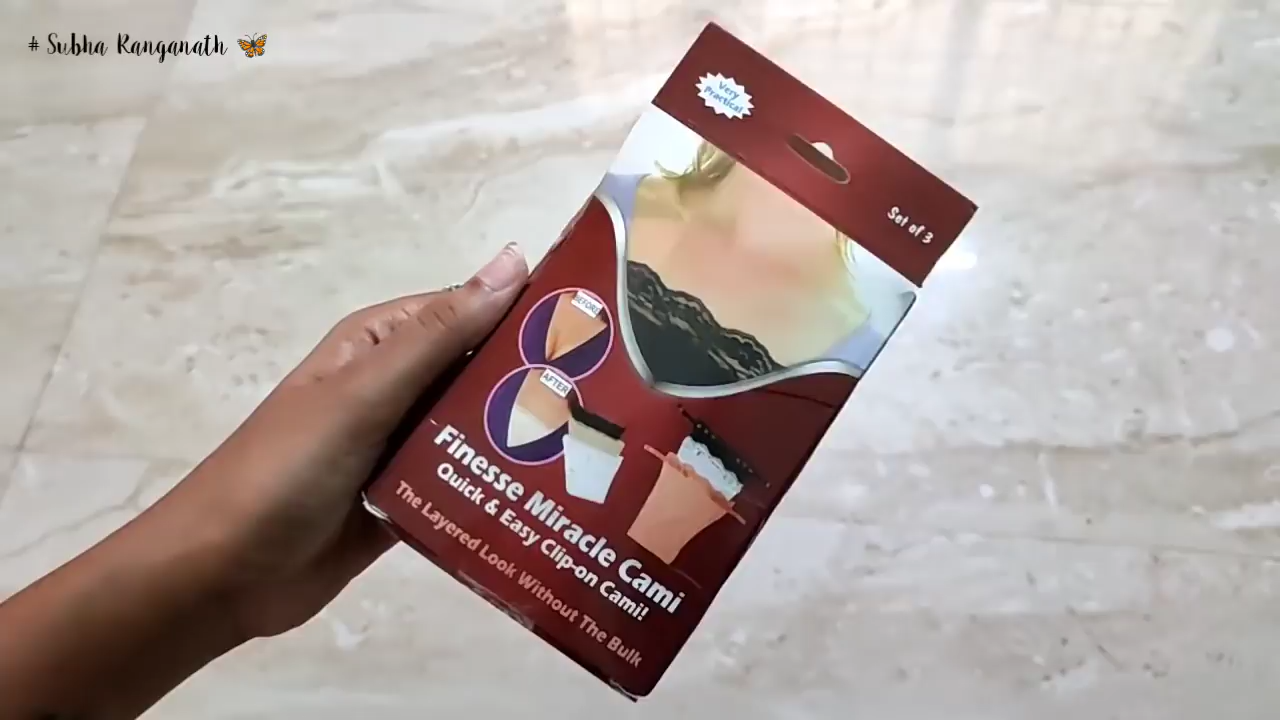 # Subha Ranganath
Very
Practical
Set of 3
BEFORE
AFTER
Finesse Miracle Cami
Quick & Easy Clip-on Cami!
The Layered Look Without The Bulk